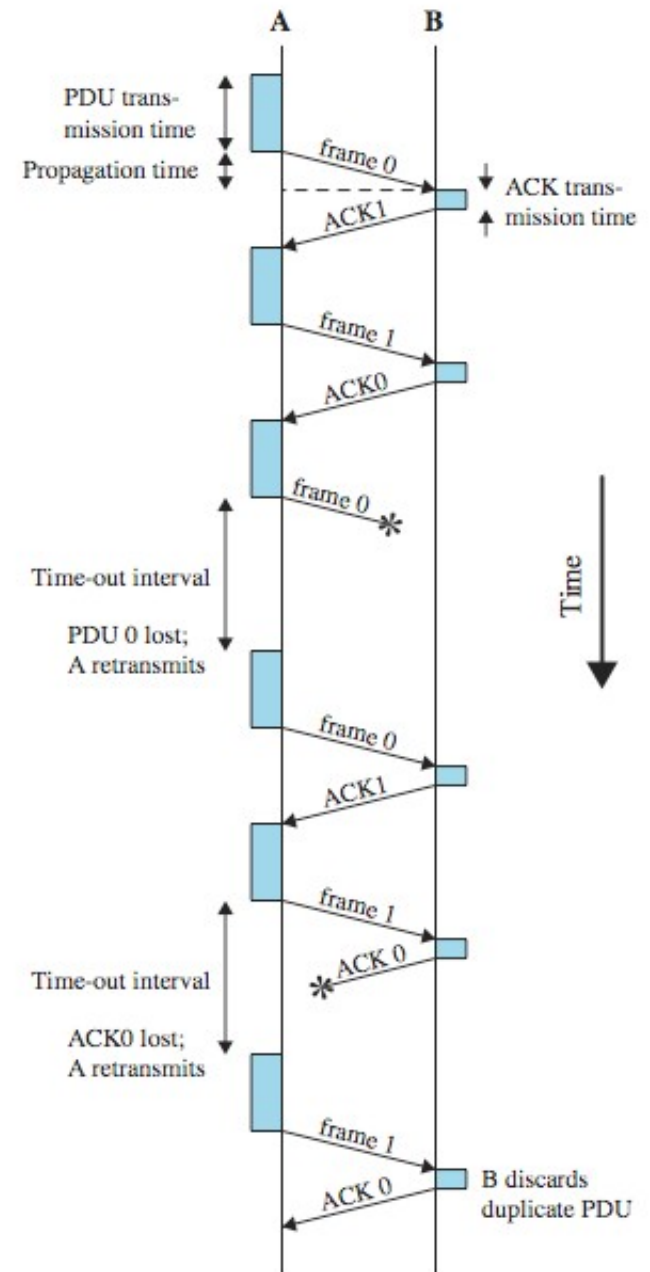 A
B
PDU trans-
mission time
Propagation time
frame 0
ACK trans-
mission time
ACK1
frame 1
ACK0
frame 0
Time-out interval
Time
PDU 0 lost;
A retransmits
frame 0
ACK1
frame 1
ACK 0
Time-out interval
ACK0 lost;
A retransmits
frame 1
ACK 0
B discards
duplicate PDU